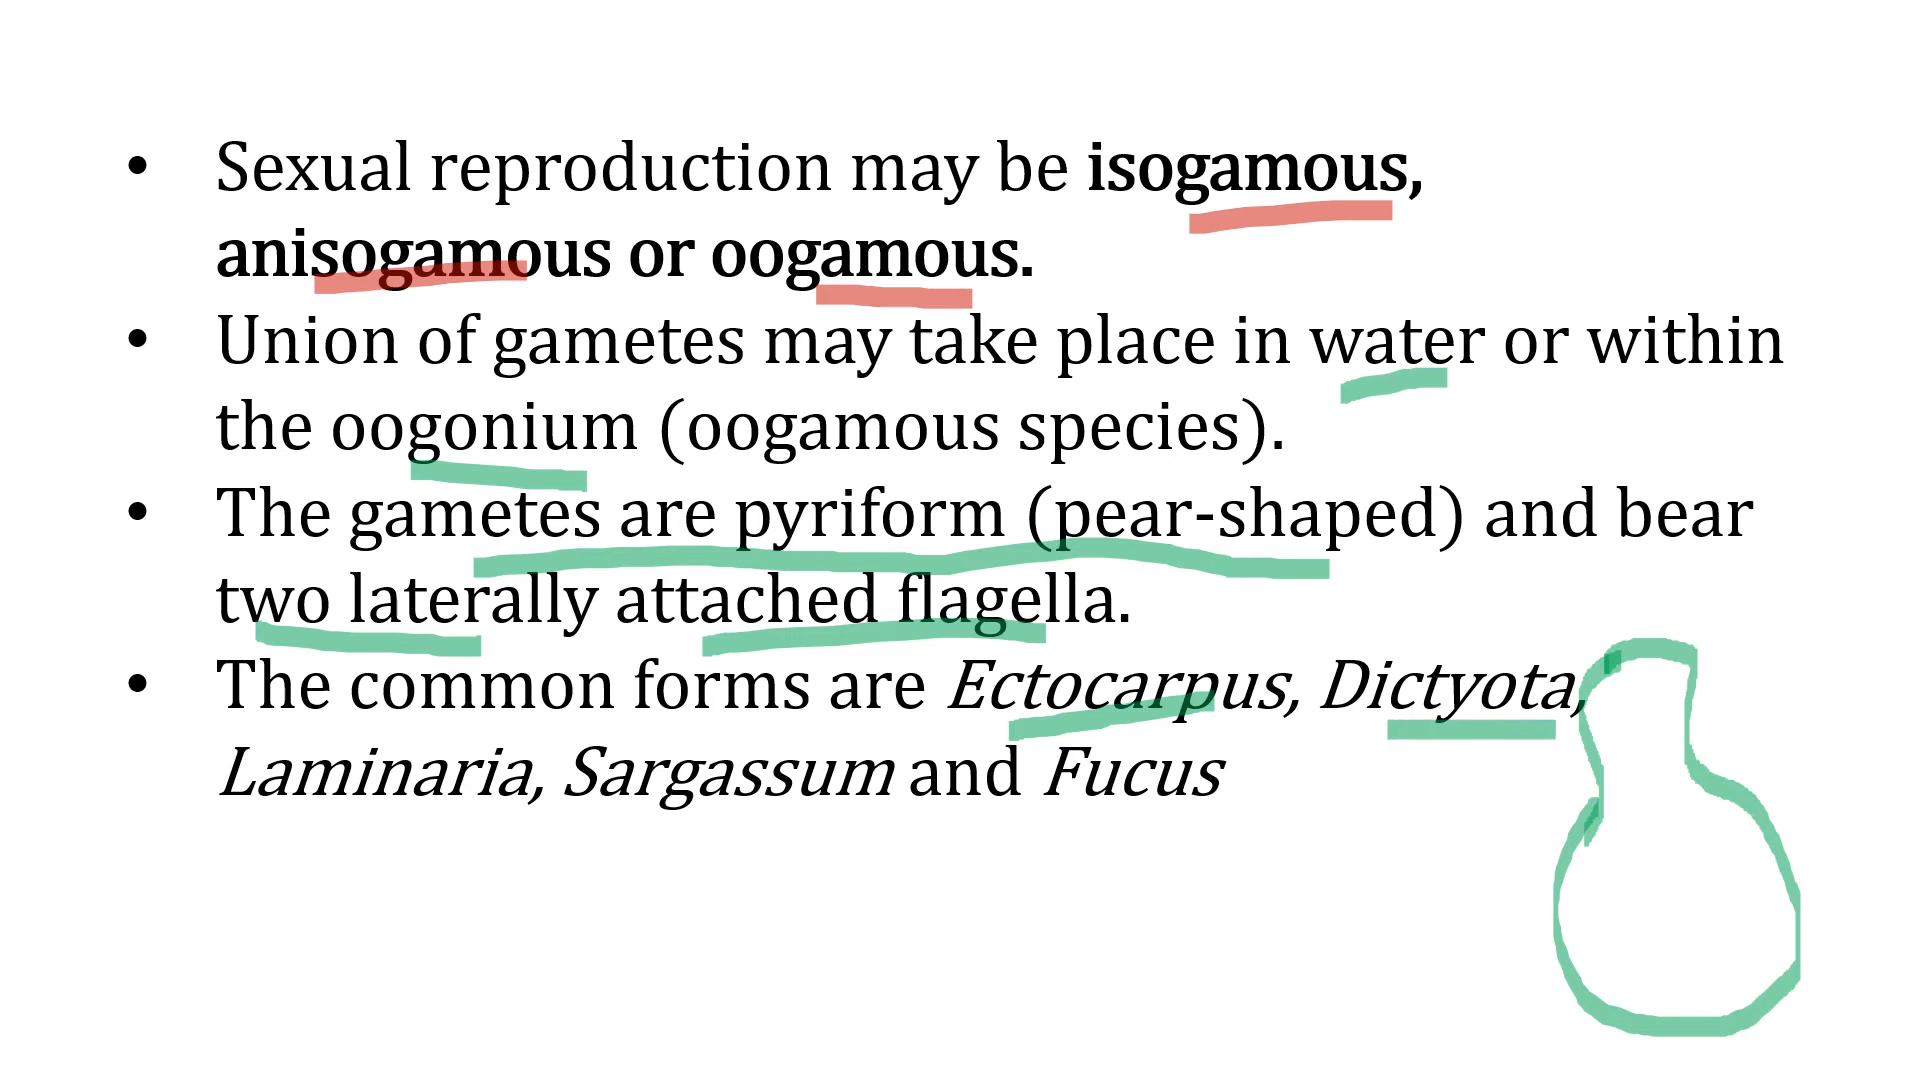 • Sexual reproduction may be isogamous,
anisogamous or oogamous.
• Union of gametes may take place in water or within
the oogonium (oogamous species).
• The gametes are pyriform (pear-shaped) and bear
two laterally attached flagella.
• The common forms are Ectocarpus, Dictyota,
Laminaria, Sargassum and Fucus